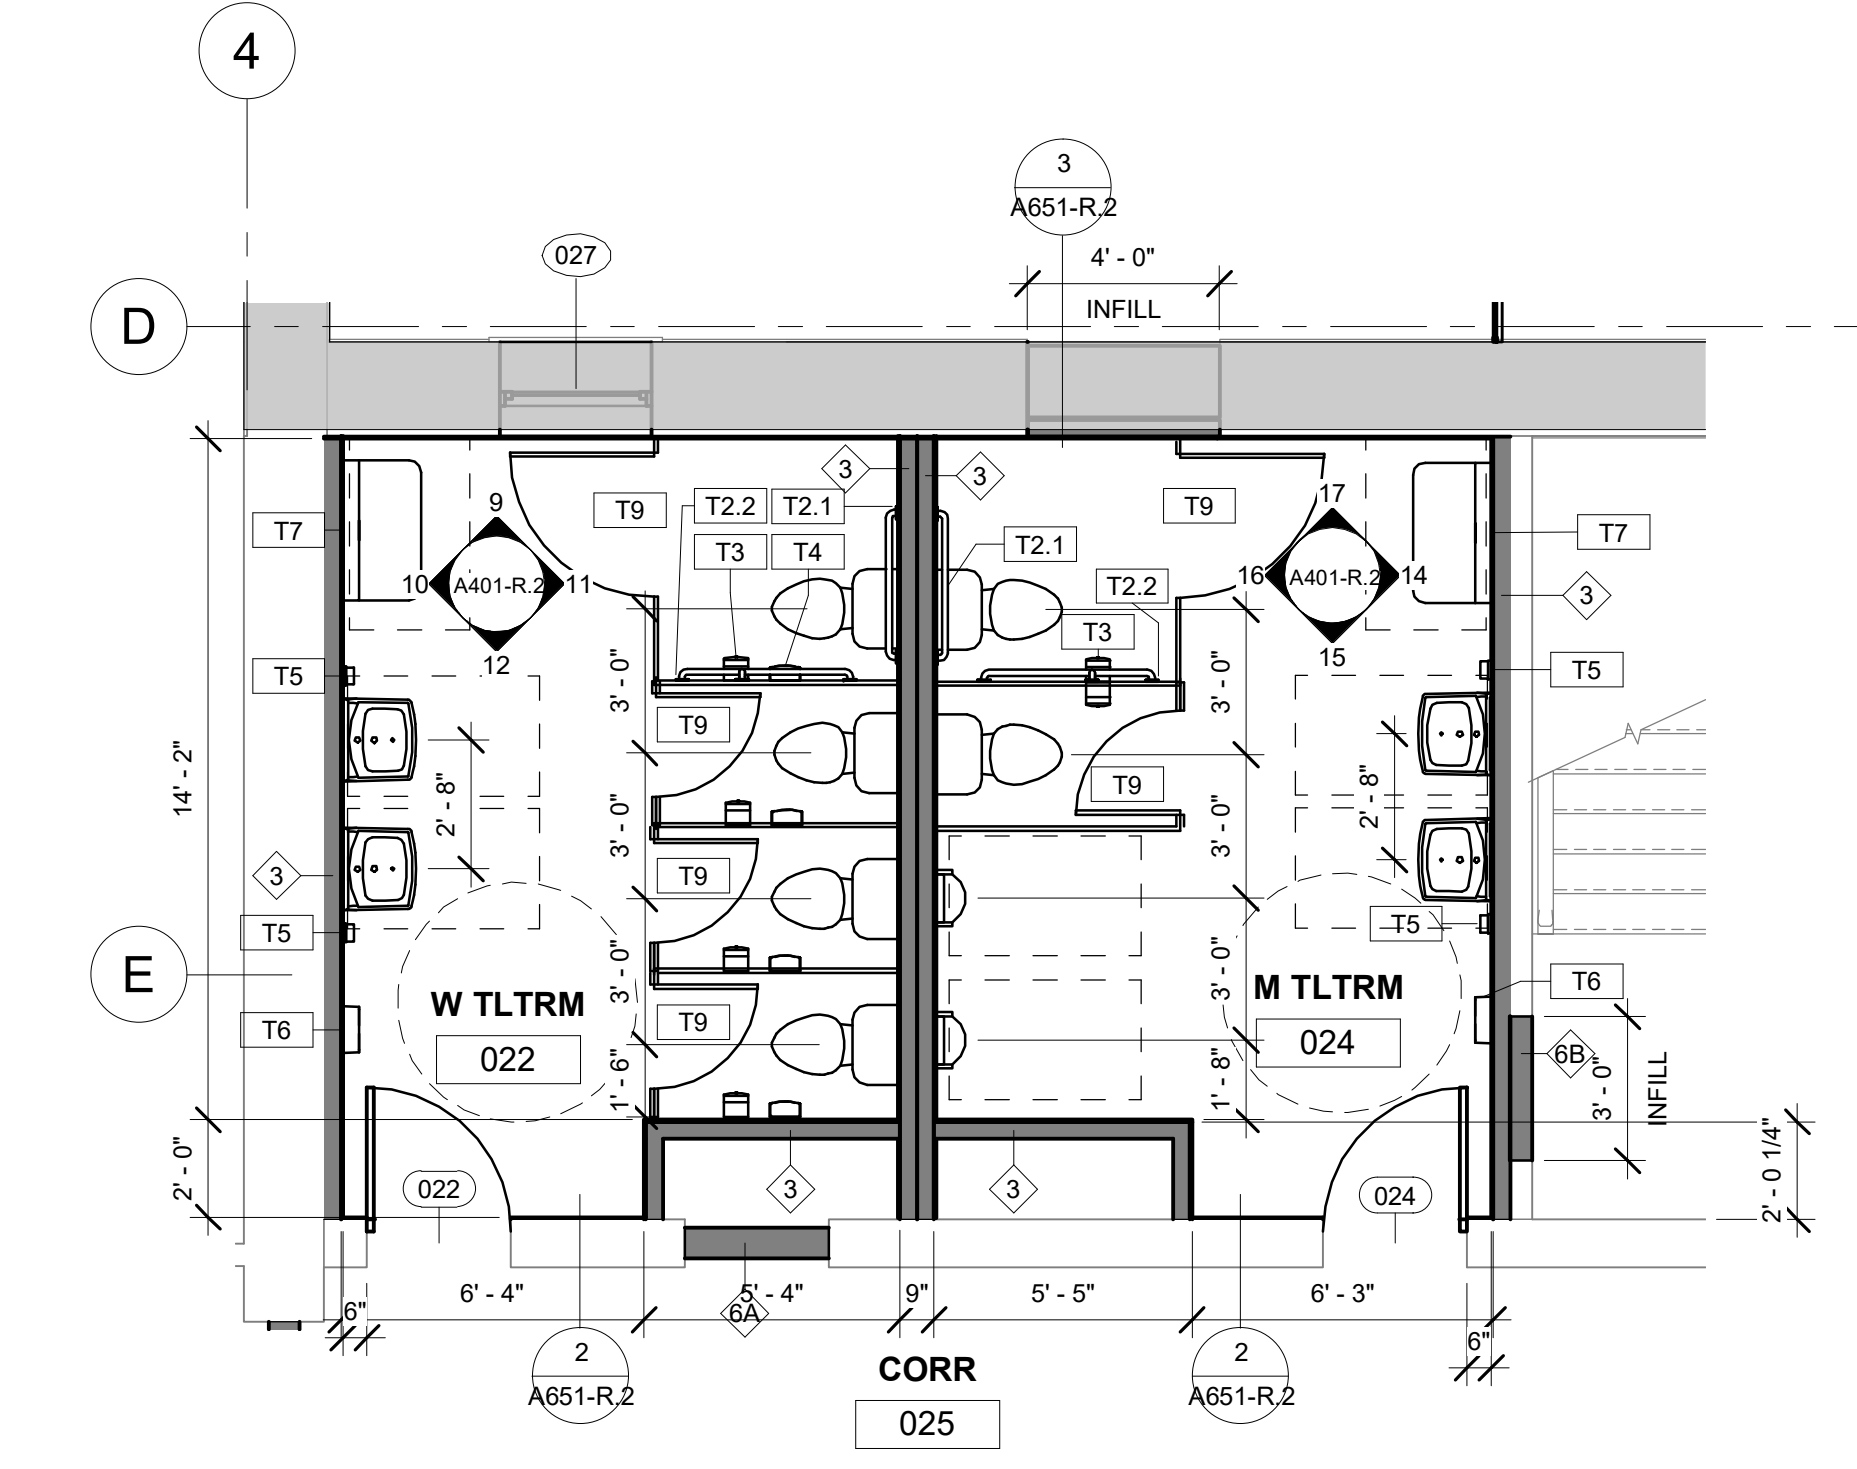 4
3
A651-R.2
027
4' - 0"
D
INFILL
3
3
T9
T2.2
T2.1
T9
17
T7
9
T7
T3
T4
T2.1
10
A401-R.2
11
T2.2
16
A401-R.2
14
3
T3
12
15
T5
T5
3' - 0"
3' - 0"
T9
14' - 2"
2' - 8"
T9
2' - 8"
3' - 0"
3' - 0"
3
T9
T5
T5
E
3' - 0"
3' - 0"
W TLTRM
M TLTRM
T6
T6
T9
022
024
6B
1' - 6"
1' - 8"
3' - 0"
INFILL
2' - 0"
022
3
3
024
2' - 0 1/4"
6' - 4"
5' - 4"
9"
5' - 5"
6' - 3"
6"
6A
6"
2
A651-R.2
CORR
2
A651-R.2
025